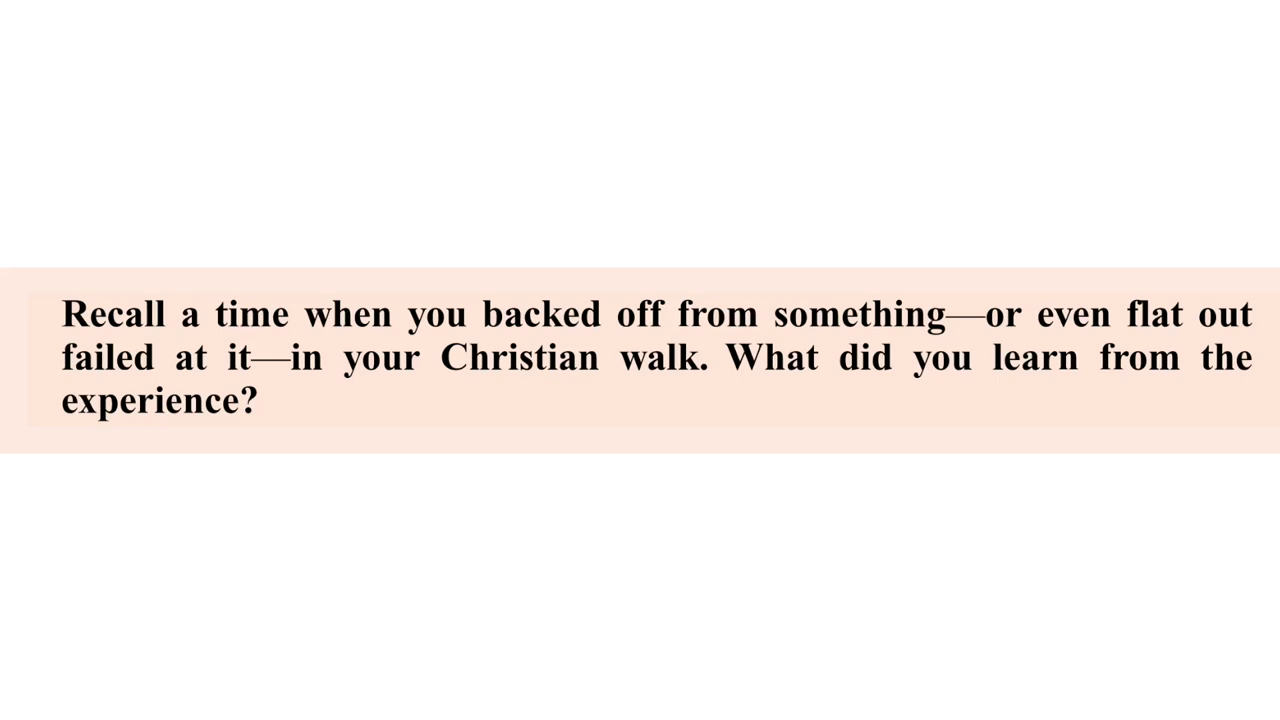 Recall a time when you backed off from something—or even flat out
failed at it—in your Christian walk. What did you learn from the
experience?